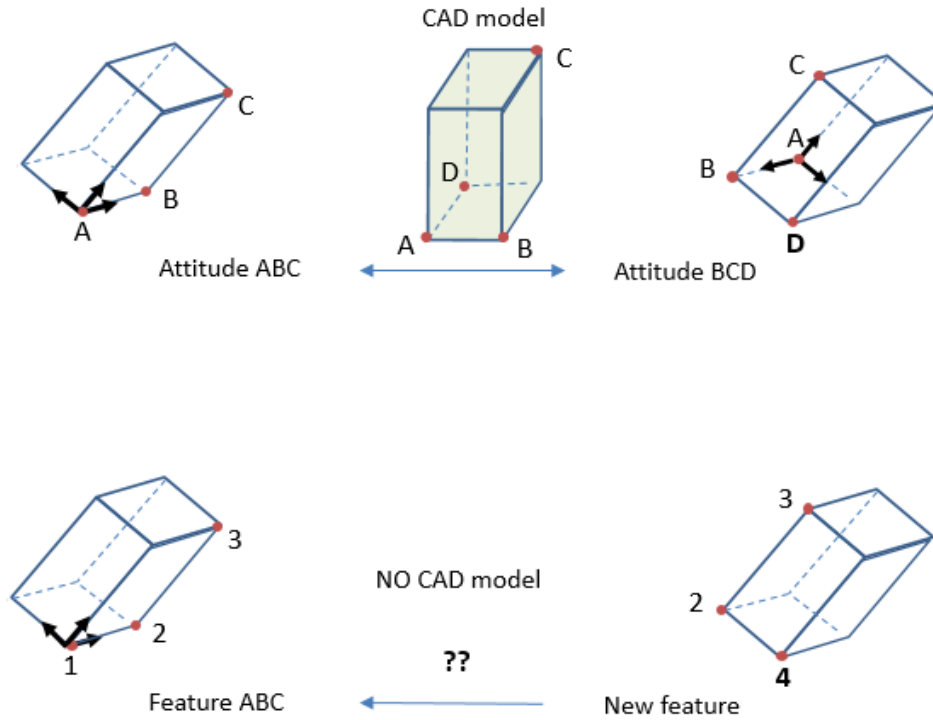 CAD model
C
C
C
A
B
D
B
A
A
B
D
Attitude ABC
Attitude BCD
3
3
NO CAD model
2
2
1
??
4
Feature ABC
New feature